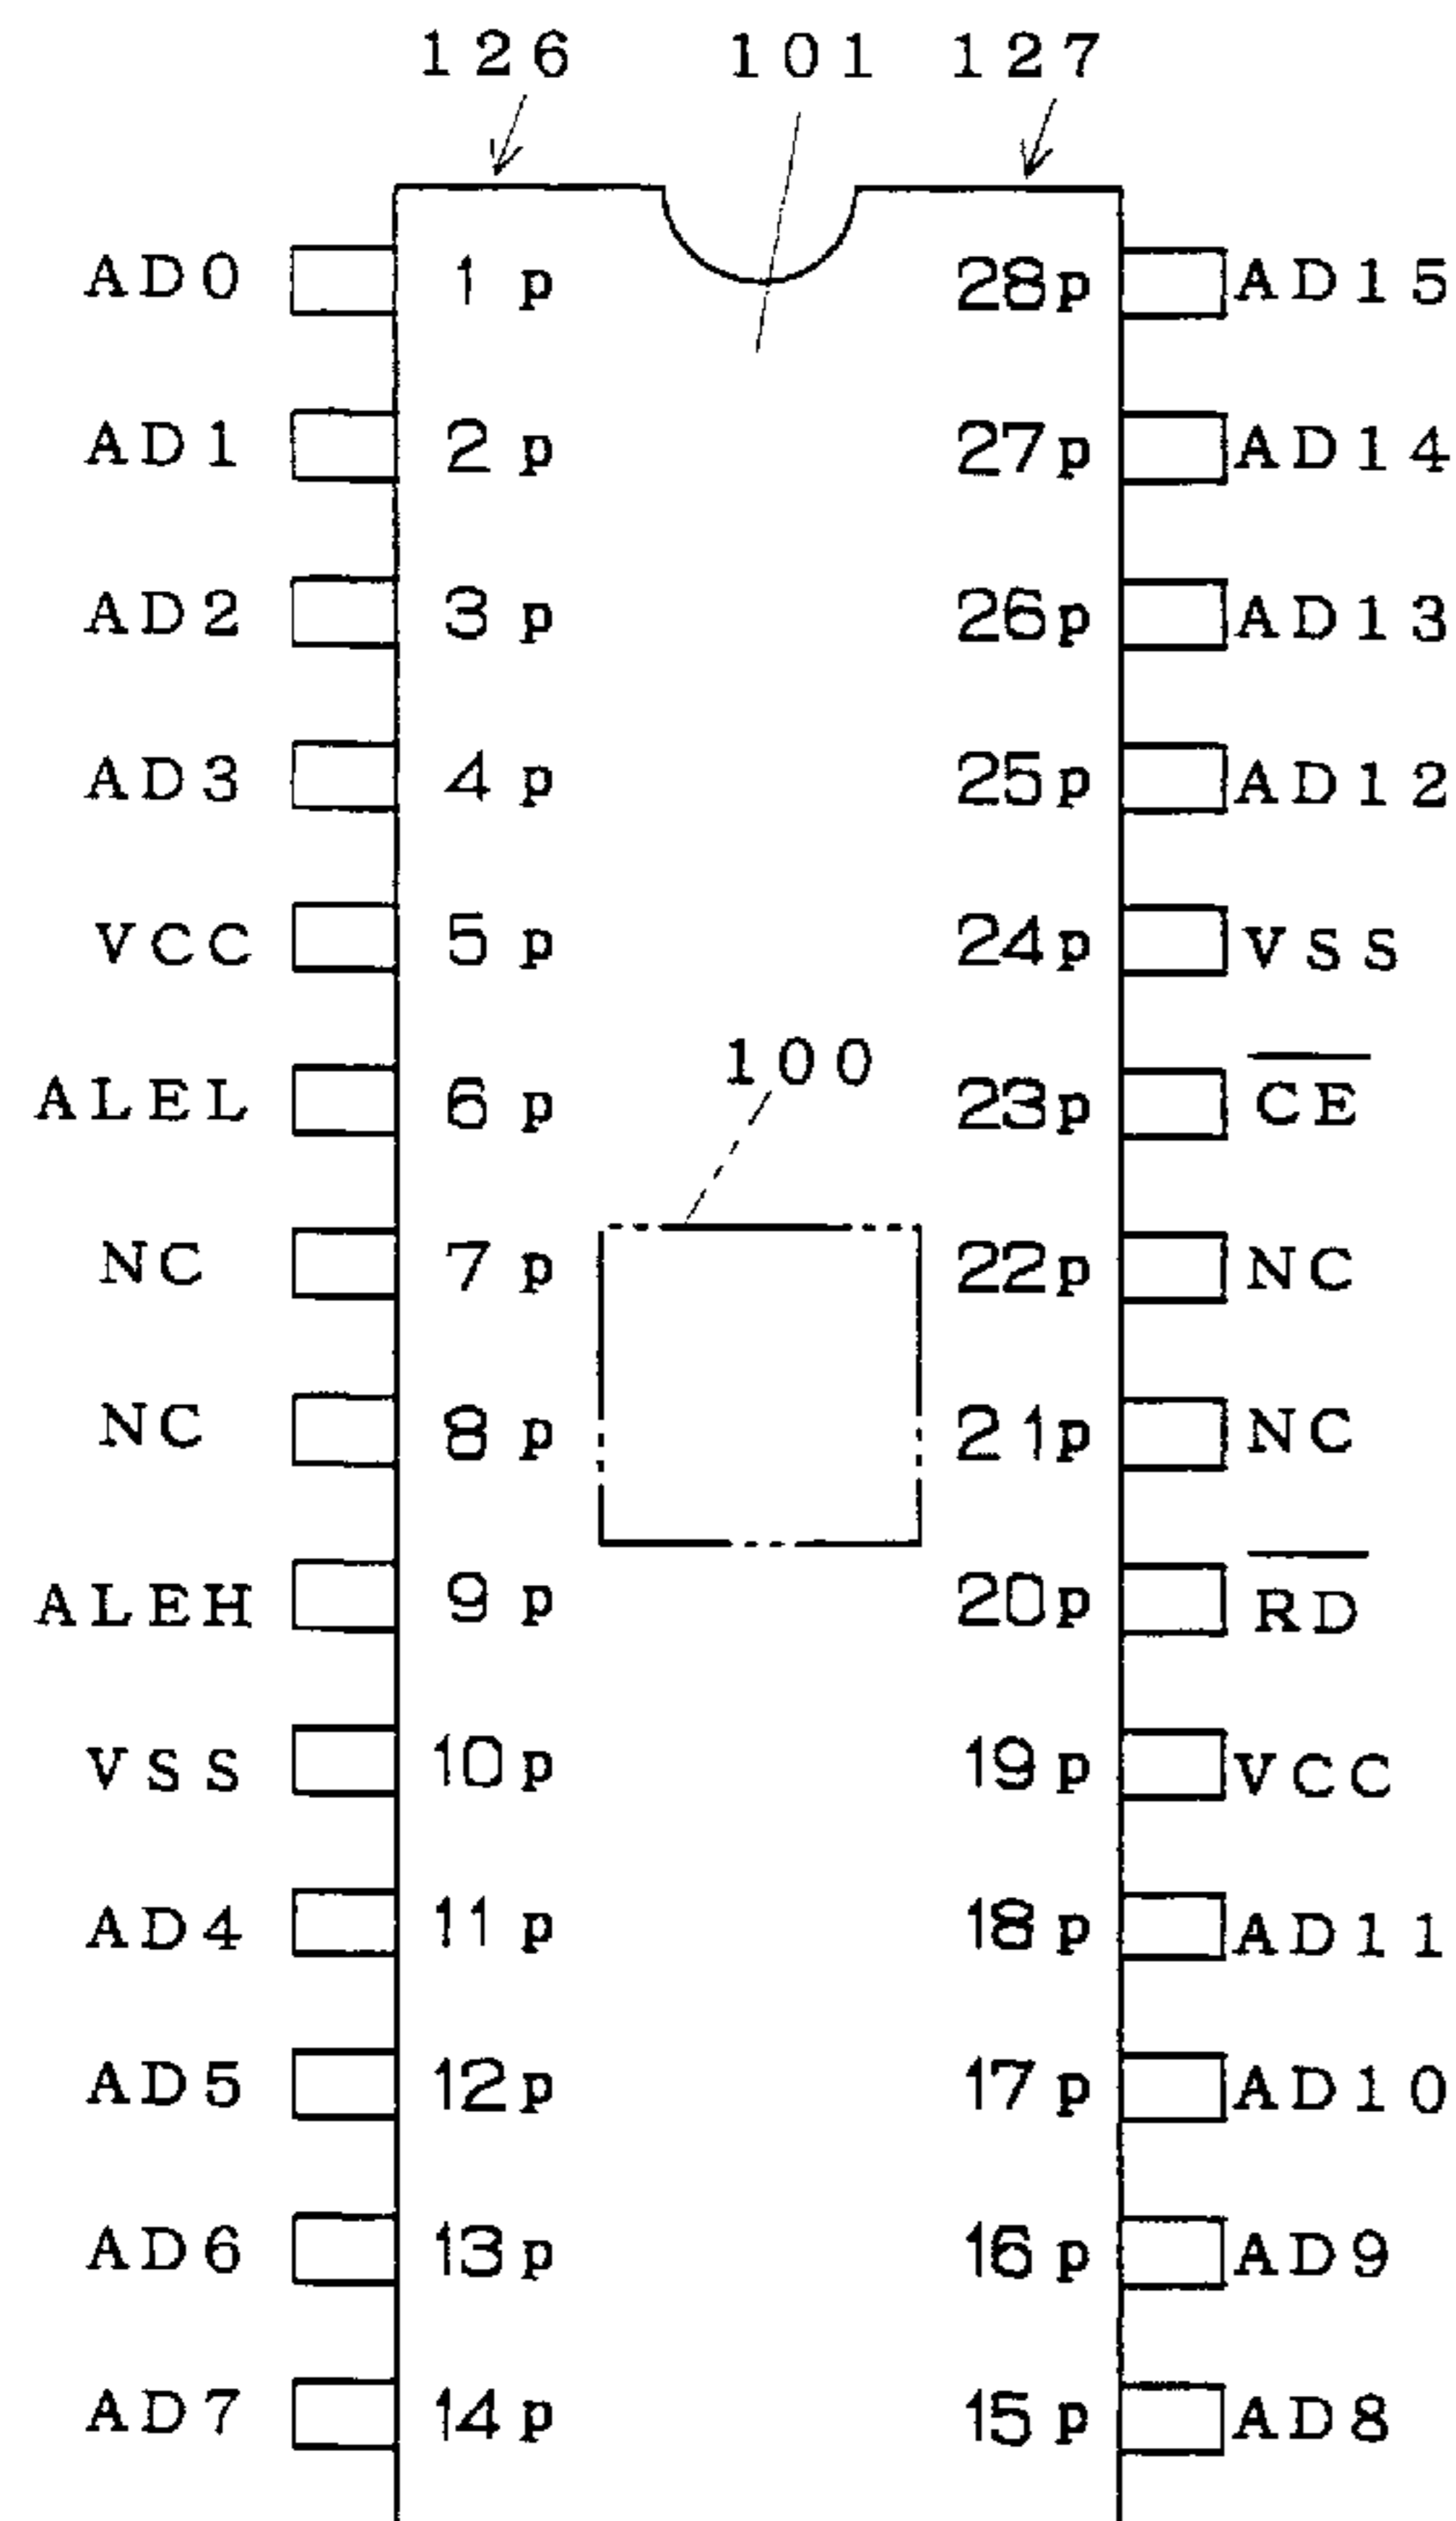 126 101 127
AD0 1p 28p AD15
AD1 2p 27p AD14
AD2 3p 26p AD13
AD3 4p 25p AD12
VCC 5p 24p VSS
ALEL 6p 23p C̅E̅
100
NC 7p 22p NC
NC 8p 21p NC
ALEH 9p 20p R̅D̅
VSS 10p 19p VCC
AD4 11p 18p AD11
AD5 12p 17p AD10
AD6 13p 16p AD9
AD7 14p 15p AD8